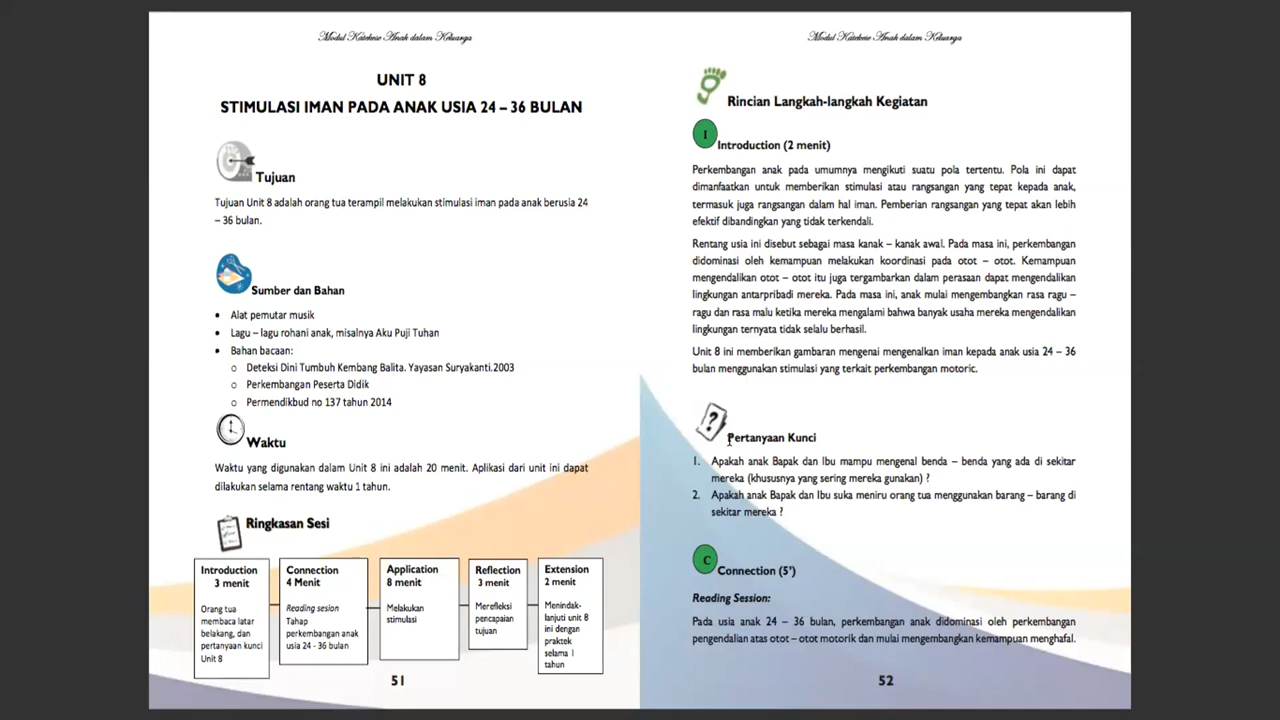 Modul Katekese Anak dalam Keluarga
UNIT 8
STIMULASI IMAN PADA ANAK USIA 24 – 36 BULAN
Tujuan
Tujuan Unit 8 adalah orang tua terampil melakukan stimulasi iman pada anak berusia 24
– 36 bulan.
Sumber dan Bahan
• Alat pemutar musik
• Lagu – lagu rohani anak, misalnya Aku Puji Tuhan
• Bahan bacaan:
o Deteksi Dini Tumbuh Kembang Balita. Yayasan Suryakanti.2003
o Perkembangan Peserta Didik
o Permendikbud no 137 tahun 2014
Waktu
Waktu yang digunakan dalam Unit 8 ini adalah 20 menit. Aplikasi dari unit ini dapat
dilakukan selama rentang waktu 1 tahun.
Ringkasan Sesi
Introduction
3 menit
Orang tua
membaca latar
belakang, dan
pertanyaan kunci
Unit 8
Connection
4 Menit
Reading sesion
Tahap
perkembangan anak
usia 24 - 36 bulan
Application
8 menit
Melakukan
stimulasi
Reflection
3 menit
Merefleksi
pencapaian
tujuan
Extension
2 menit
Menindak-
lanjuti unit 8
ini dengan
praktek
selama 1
tahun
51
Modul Katekese Anak dalam Keluarga
Rincian Langkah-langkah Kegiatan
I
Introduction (2 menit)
Perkembangan anak pada umumnya mengikuti suatu pola tertentu. Pola ini dapat
dimanfaatkan untuk memberikan stimulasi atau rangsangan yang tepat kepada anak,
termasuk juga rangsangan dalam hal iman. Pemberian rangsangan yang tepat akan lebih
efektif dibandingkan yang tidak terkendali.
Rentang usia ini disebut sebagai masa kanak – kanak awal. Pada masa ini, perkembangan
didominasi oleh kemampuan melakukan koordinasi pada otot – otot. Kemampuan
mengendalikan otot – otot itu juga tergambarkan dalam perasaan dapat mengendalikan
lingkungan antarpribadi mereka. Pada masa ini, anak mulai mengembangkan rasa ragu –
ragu dan rasa malu ketika mereka mengalami bahwa banyak usaha mereka mengendalikan
lingkungan ternyata tidak selalu berhasil.
Unit 8 ini memberikan gambaran mengenai mengenalkan iman kepada anak usia 24 – 36
bulan menggunakan stimulasi yang terkait perkembangan motoric.
?
Pertanyaan Kunci
1. Apakah anak Bapak dan Ibu mampu mengenal benda – benda yang ada di sekitar
mereka (khususnya yang sering mereka gunakan) ?
2. Apakah anak Bapak dan Ibu suka meniru orang tua menggunakan barang – barang di
sekitar mereka ?
C
Connection (5')
Reading Session:
Pada usia anak 24 – 36 bulan, perkembangan anak didominasi oleh perkembangan
pengendalian atas otot – otot motorik dan mulai mengembangkan kemampuan menghafal.
52